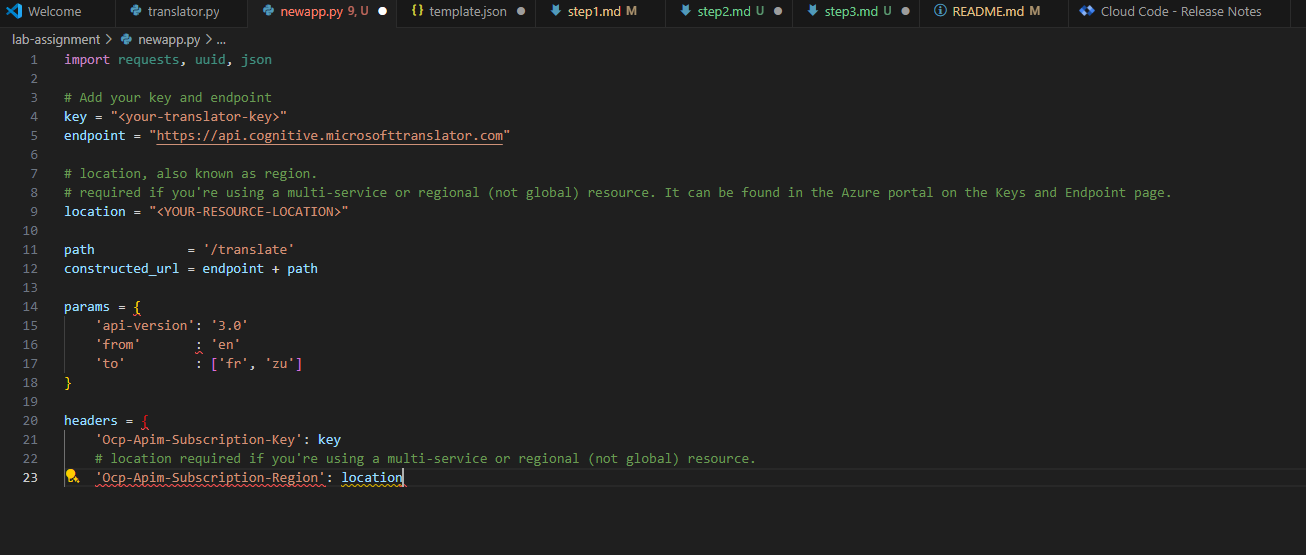 Welcome translator.py newapp.py 9, U template.json step1.md M step2.md U step3.md U README.md M Cloud Code - Release Notes
lab-assignment > newapp.py > ...
1 import requests, uuid, json
2
3 # Add your key and endpoint
4 key = "<your-translator-key>"
5 endpoint = "https://api.cognitive.microsofttranslator.com"
6
7 # location, also known as region.
8 # required if you're using a multi-service or regional (not global) resource. It can be found in the Azure portal on the Keys and Endpoint page.
9 location = "<YOUR-RESOURCE-LOCATION>"
10
11 path = '/translate'
12 constructed_url = endpoint + path
13
14 params = {
15 'api-version': '3.0'
16 'from' : 'en'
17 'to' : ['fr', 'zu']
18 }
19
20 headers = {
21 'Ocp-Apim-Subscription-Key': key
22 # location required if you're using a multi-service or regional (not global) resource.
23 'Ocp-Apim-Subscription-Region': location